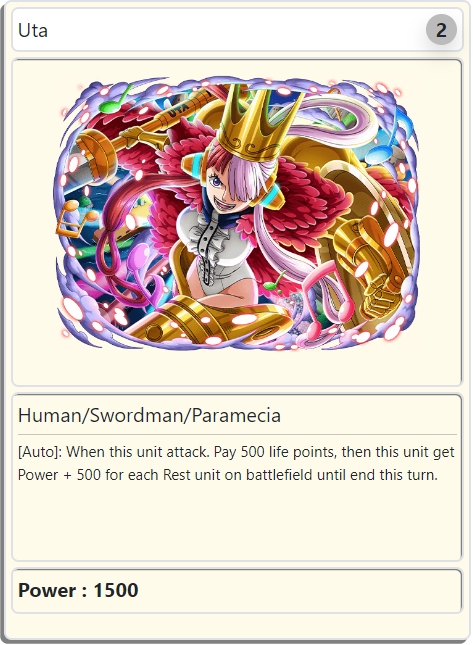 Uta
2
UTA
Human/Swordman/Paramecia
[Auto]: When this unit attack. Pay 500 life points, then this unit get
Power + 500 for each Rest unit on battlefield until end this turn.
Power : 1500